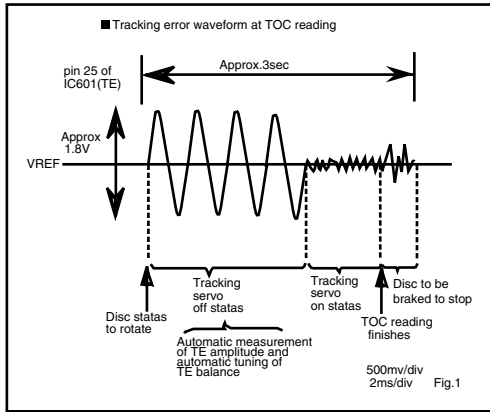 ■ Tracking error waveform at TOC reading
pin 25 of
IC601(TE)
Approx.3sec
Approx
1.8V
VREF
Disc statas
to rotate
Tracking
servo
off statas
Automatic measurement
of TE amplitude and
automatic tuning of
TE balance
Tracking
servo
on statas
Disc to be
braked to stop
TOC reading
finishes
500mv/div
2ms/div
Fig.1